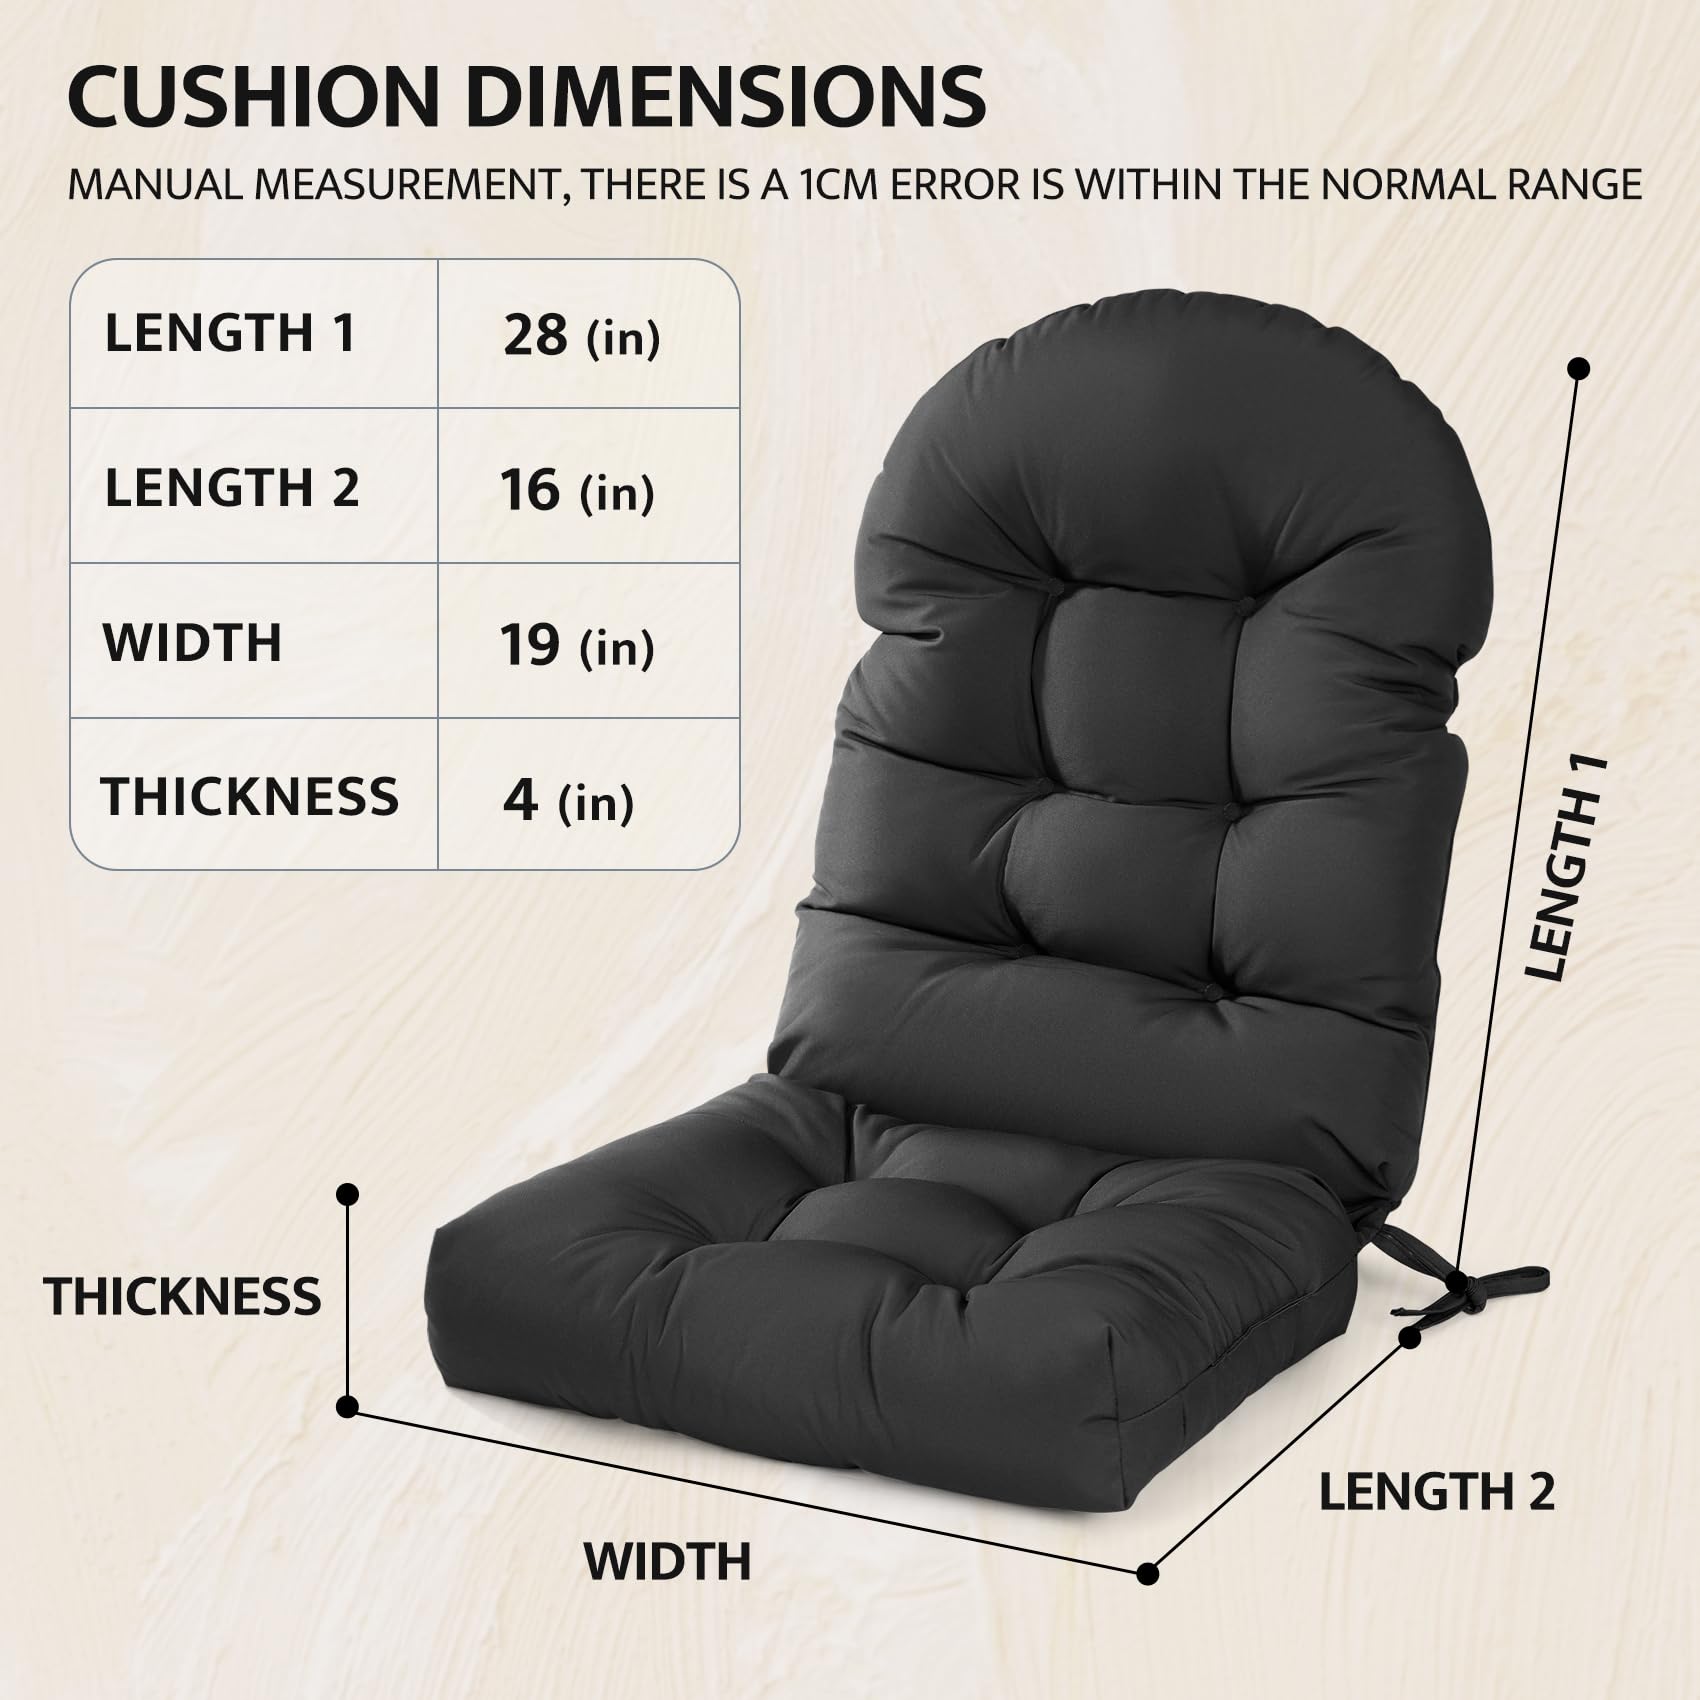 CUSHION DIMENSIONS
MANUAL MEASUREMENT, THERE IS A 1CM ERROR IS WITHIN THE NORMAL RANGE
LENGTH 1 28 (in)
LENGTH 2 16 (in)
WIDTH 19 (in)
THICKNESS 4 (in)
LENGTH 1
THICKNESS
LENGTH 2
WIDTH